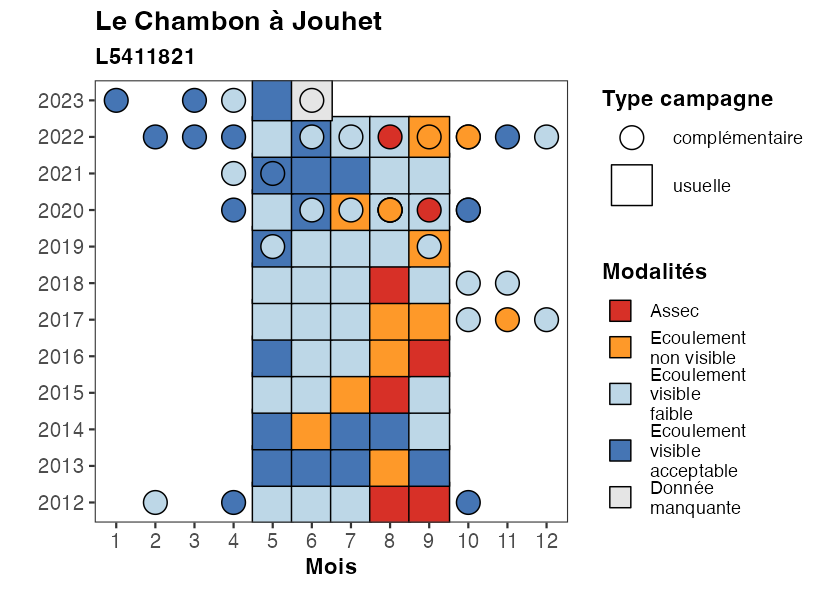 Le Chambon à Jouhet
L5411821
2023
2022
2021
2020
2019
2018
2017
2016
2015
2014
2013
2012
1 2 3 4 5 6 7 8 9 10 11 12
Mois
Type campagne
complémentaire
usuelle
Modalités
Assec
Ecoulement
non visible
Ecoulement
visible
faible
Ecoulement
visible
acceptable
Donnée
manquante